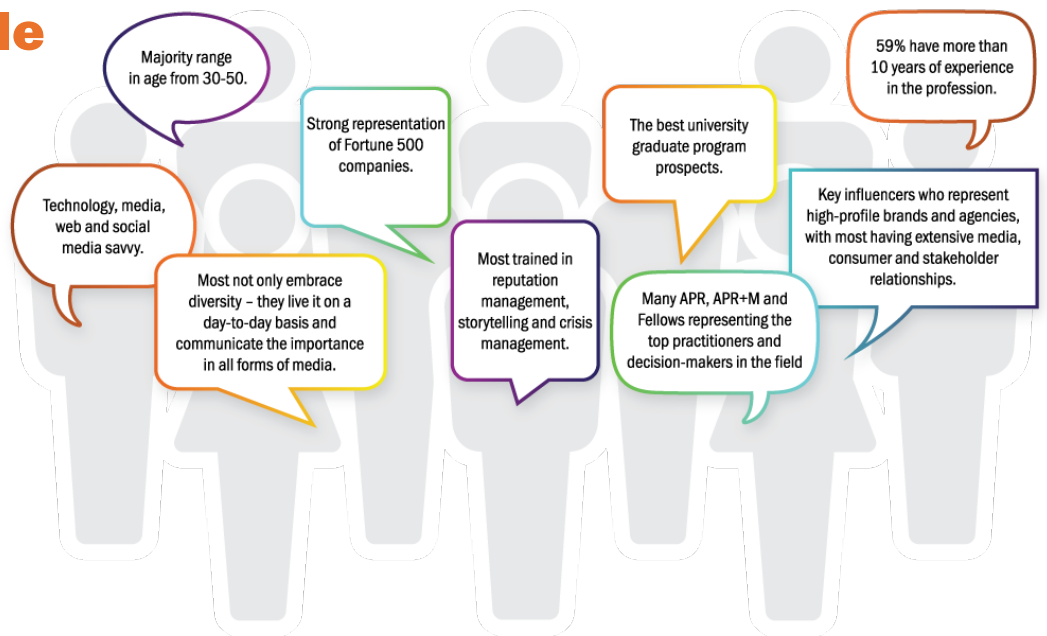 le
Majority range
in age from 30-50.
59% have more than
10 years of experience
in the profession.
Strong representation
of Fortune 500
companies.
The best university
graduate program
prospects.
Technology, media,
web and social
media savvy.
Key influencers who represent
high-profile brands and agencies,
with most having extensive media,
consumer and stakeholder
relationships.
Most not only embrace
diversity – they live it on a
day-to-day basis and
communicate the importance
in all forms of media.
Most trained in
reputation
management,
storytelling and crisis
management.
Many APR, APR+M and
Fellows representing the
top practitioners and
decision-makers in the field